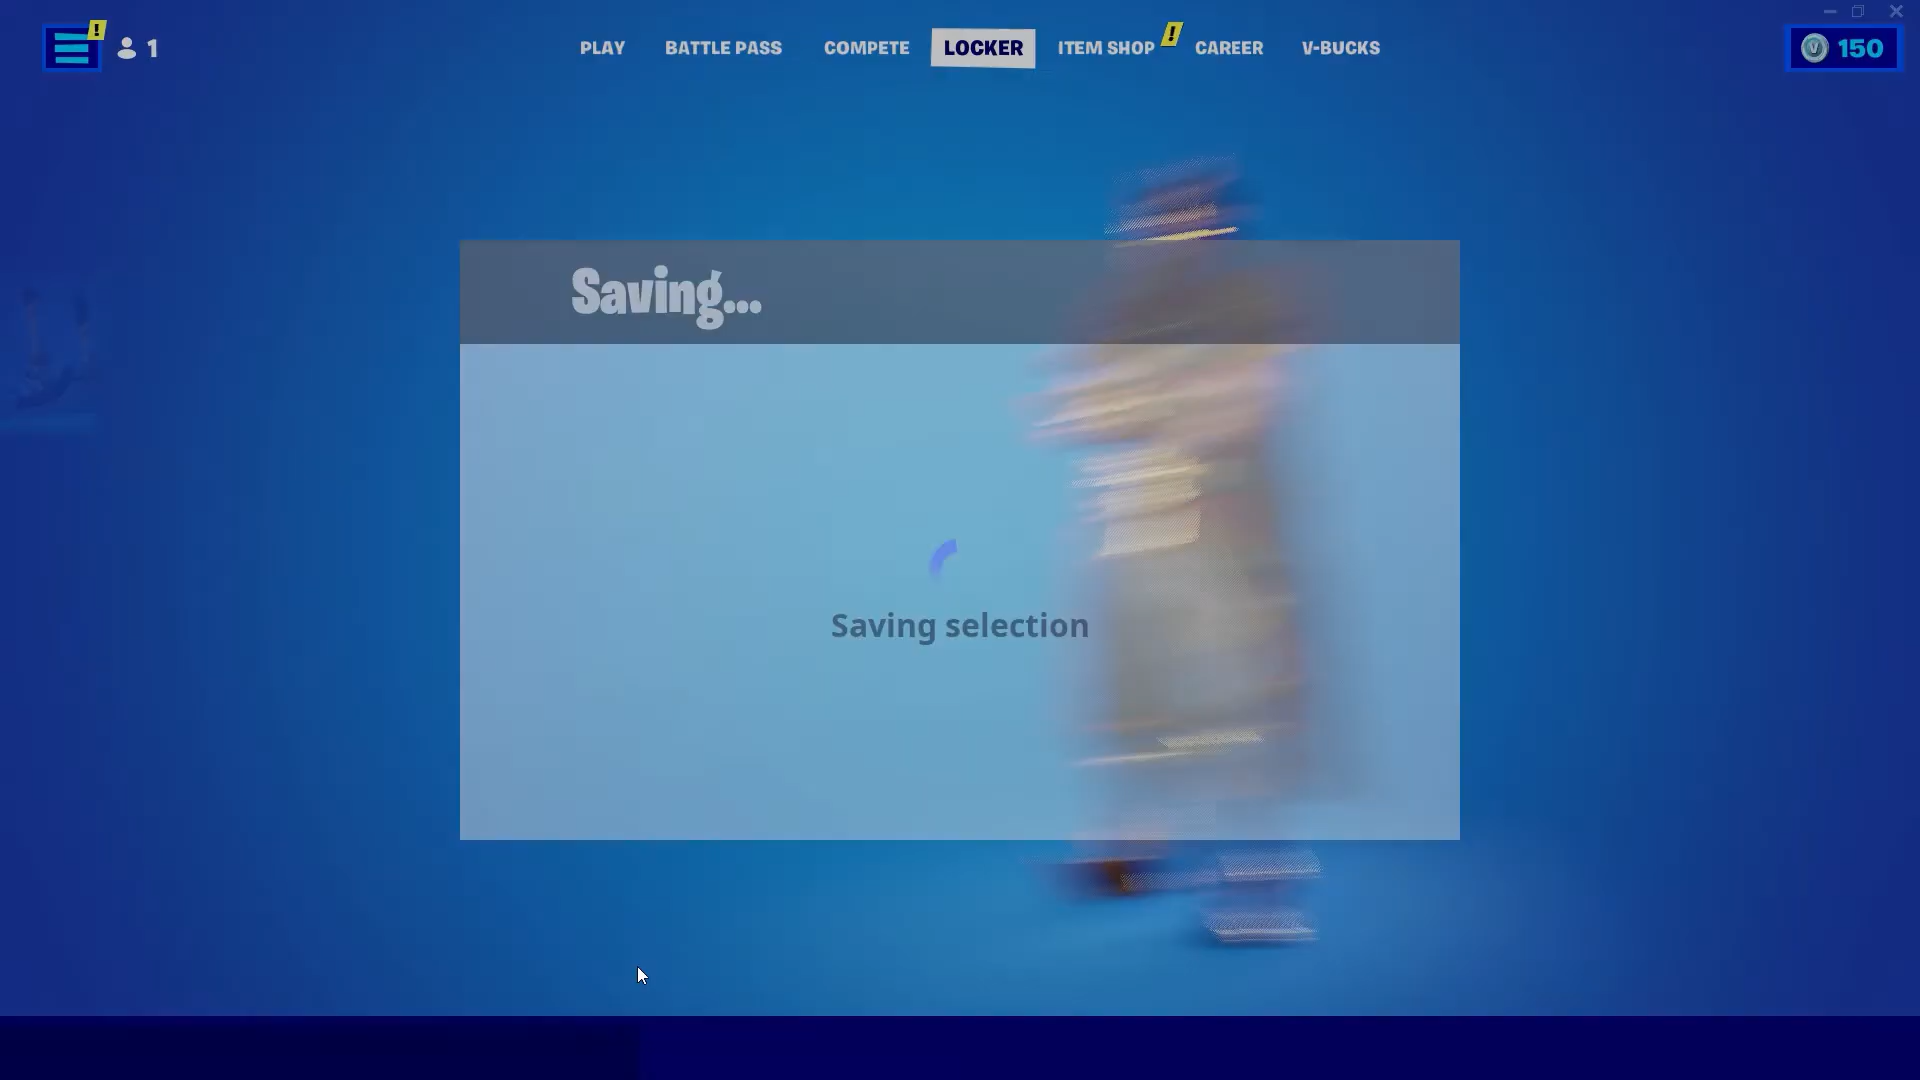 !
1
PLAY
BATTLE PASS
COMPETE
LOCKER
ITEM SHOP
!
CAREER
V-BUCKS
V
150
Saving...
Saving selection